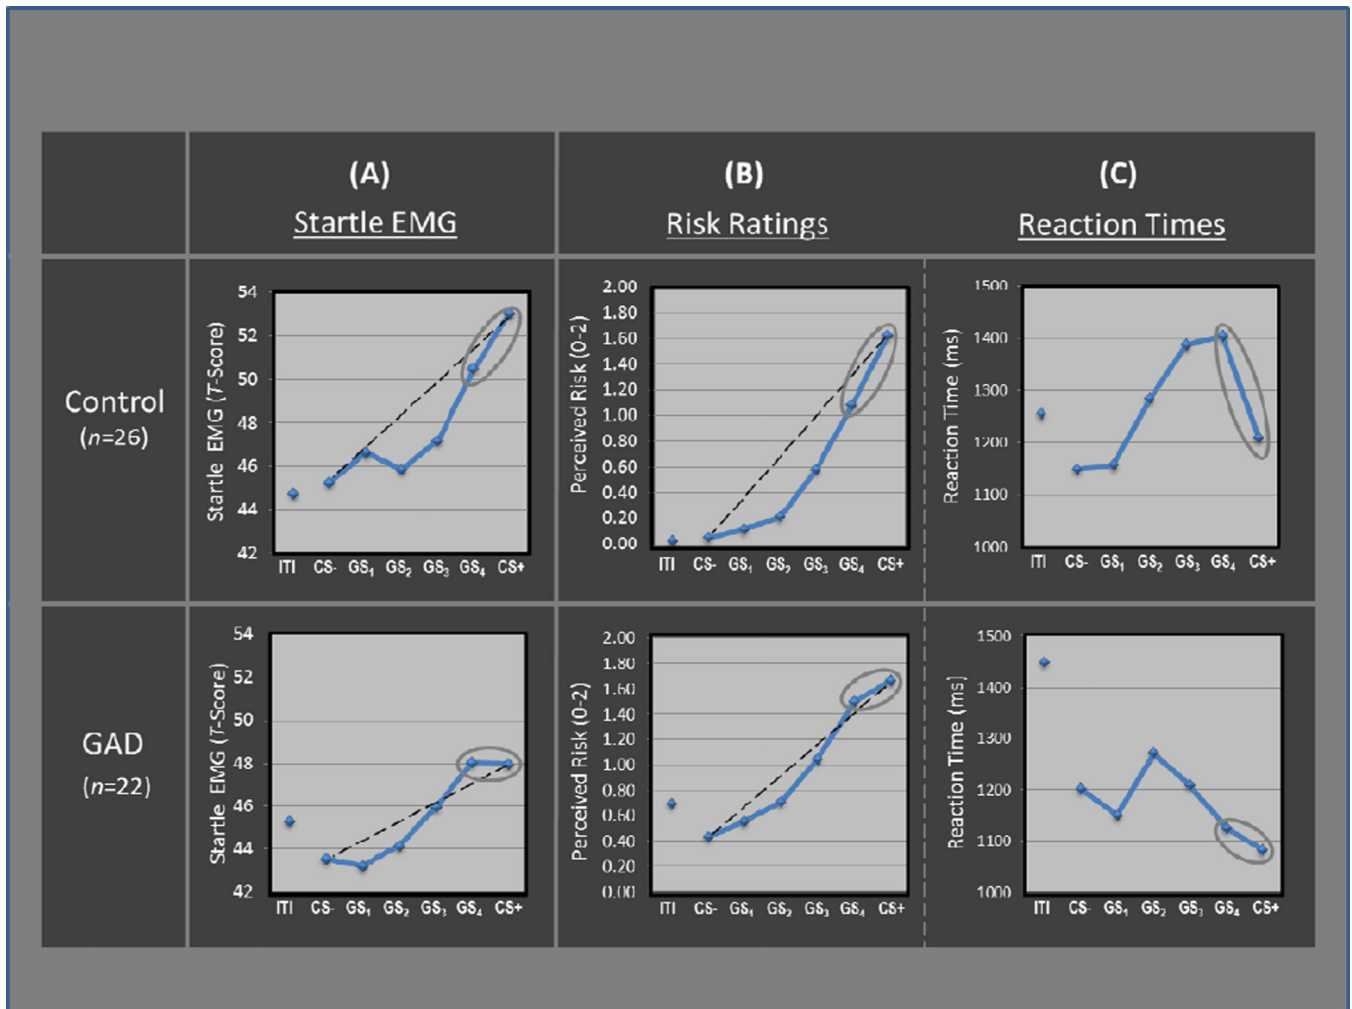 (A)
Startle EMG
(B)
Risk Ratings
(C)
Reaction Times
Control
(n=26)
Startle EMG (T-Score)
54
52
50
48
46
44
42
ITI CS- GS1 GS2 GS3 GS4 CS+
Perceived Risk (0-2)
2.00
1.80
1.60
1.40
1.20
1.00
0.80
0.60
0.40
0.20
0.00
ITI CS- GS1 GS2 GS3 GS4 CS+
Reaction Time (ms)
1500
1400
1300
1200
1100
1000
ITI CS- GS1 GS2 GS3 GS4 CS+
GAD
(n=22)
Startle EMG (T-Score)
54
52
50
48
46
44
42
ITI CS- GS1 GS2 GS3 GS4 CS+
Perceived Risk (0-2)
2.00
1.80
1.60
1.40
1.20
1.00
0.80
0.60
0.40
0.20
0.00
ITI CS- GS1 GS2 GS3 GS4 CS+
Reaction Time (ms)
1500
1400
1300
1200
1100
1000
ITI CS- GS1 GS2 GS3 GS4 CS+